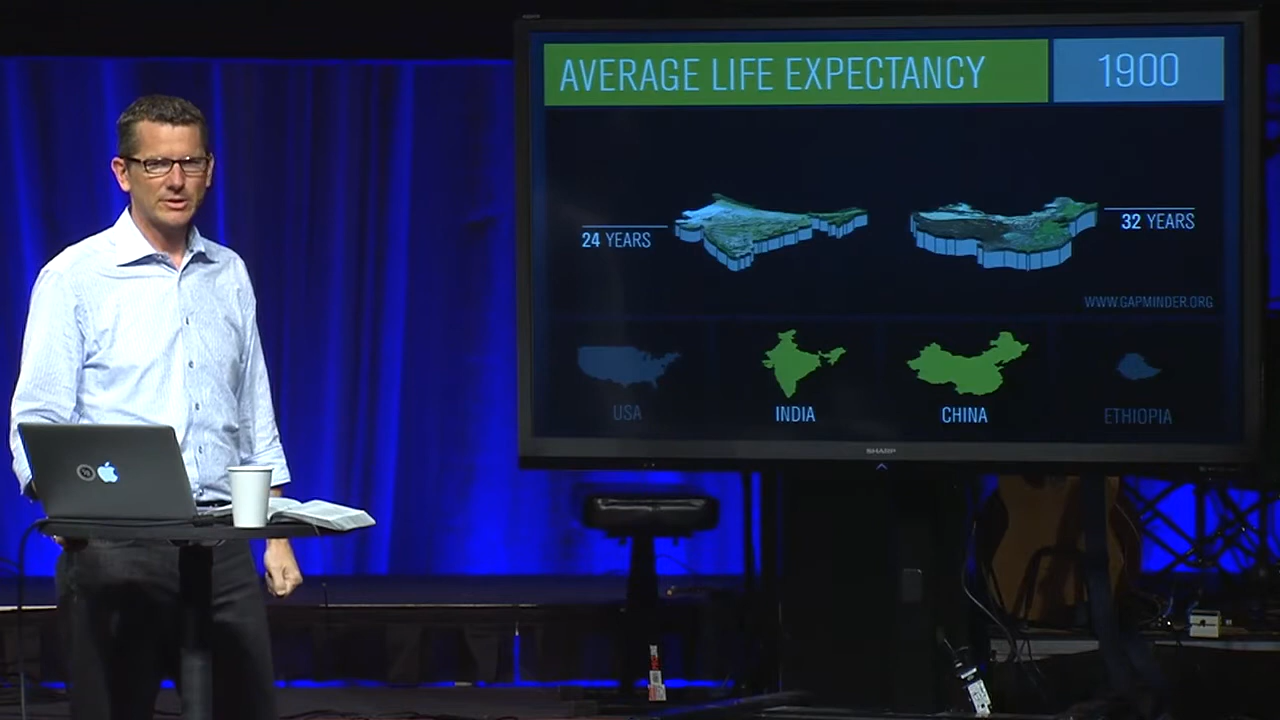 AVERAGE LIFE EXPECTANCY
1900
24 YEARS
32 YEARS
WWW.GAPMINDER.ORG
USA
INDIA
CHINA
ETHIOPIA
SHARP